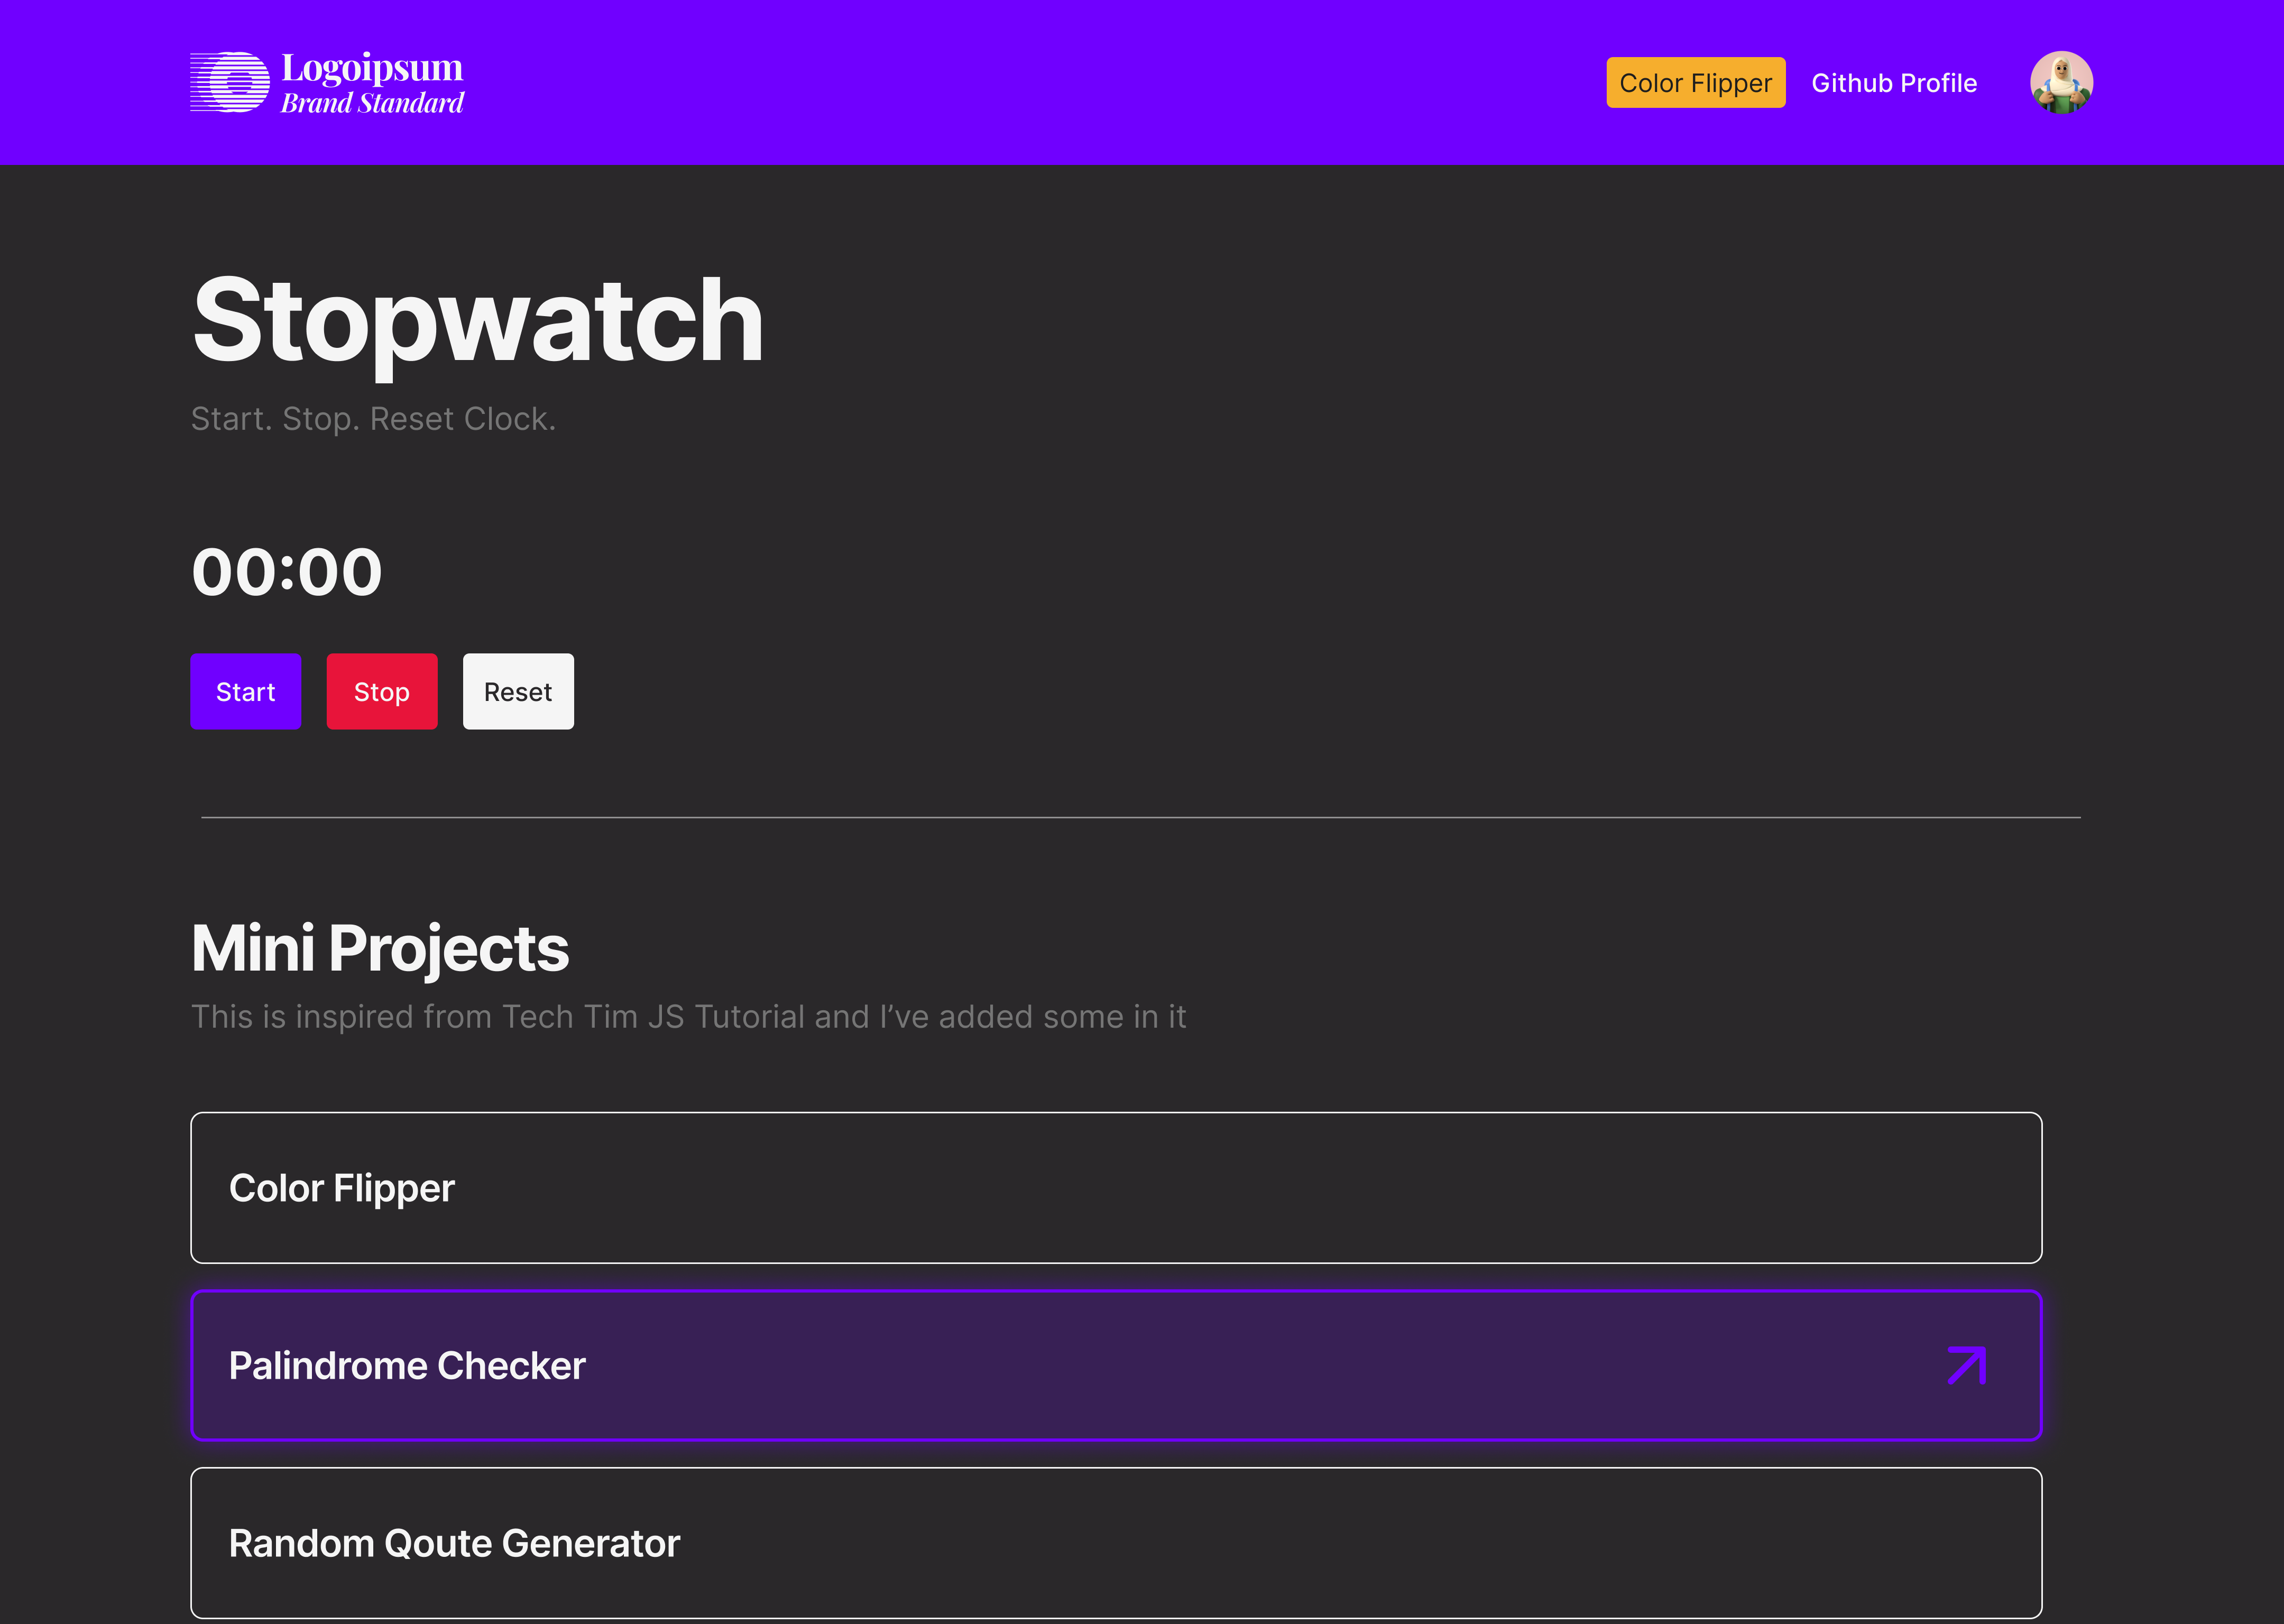 Logoipsum
Brand Standard
Color Flipper
Github Profile
Stopwatch
Start. Stop. Reset Clock.
00:00
Start
Stop
Reset
Mini Projects
This is inspired from Tech Tim JS Tutorial and I’ve added some in it
Color Flipper
Palindrome Checker
Random Qoute Generator